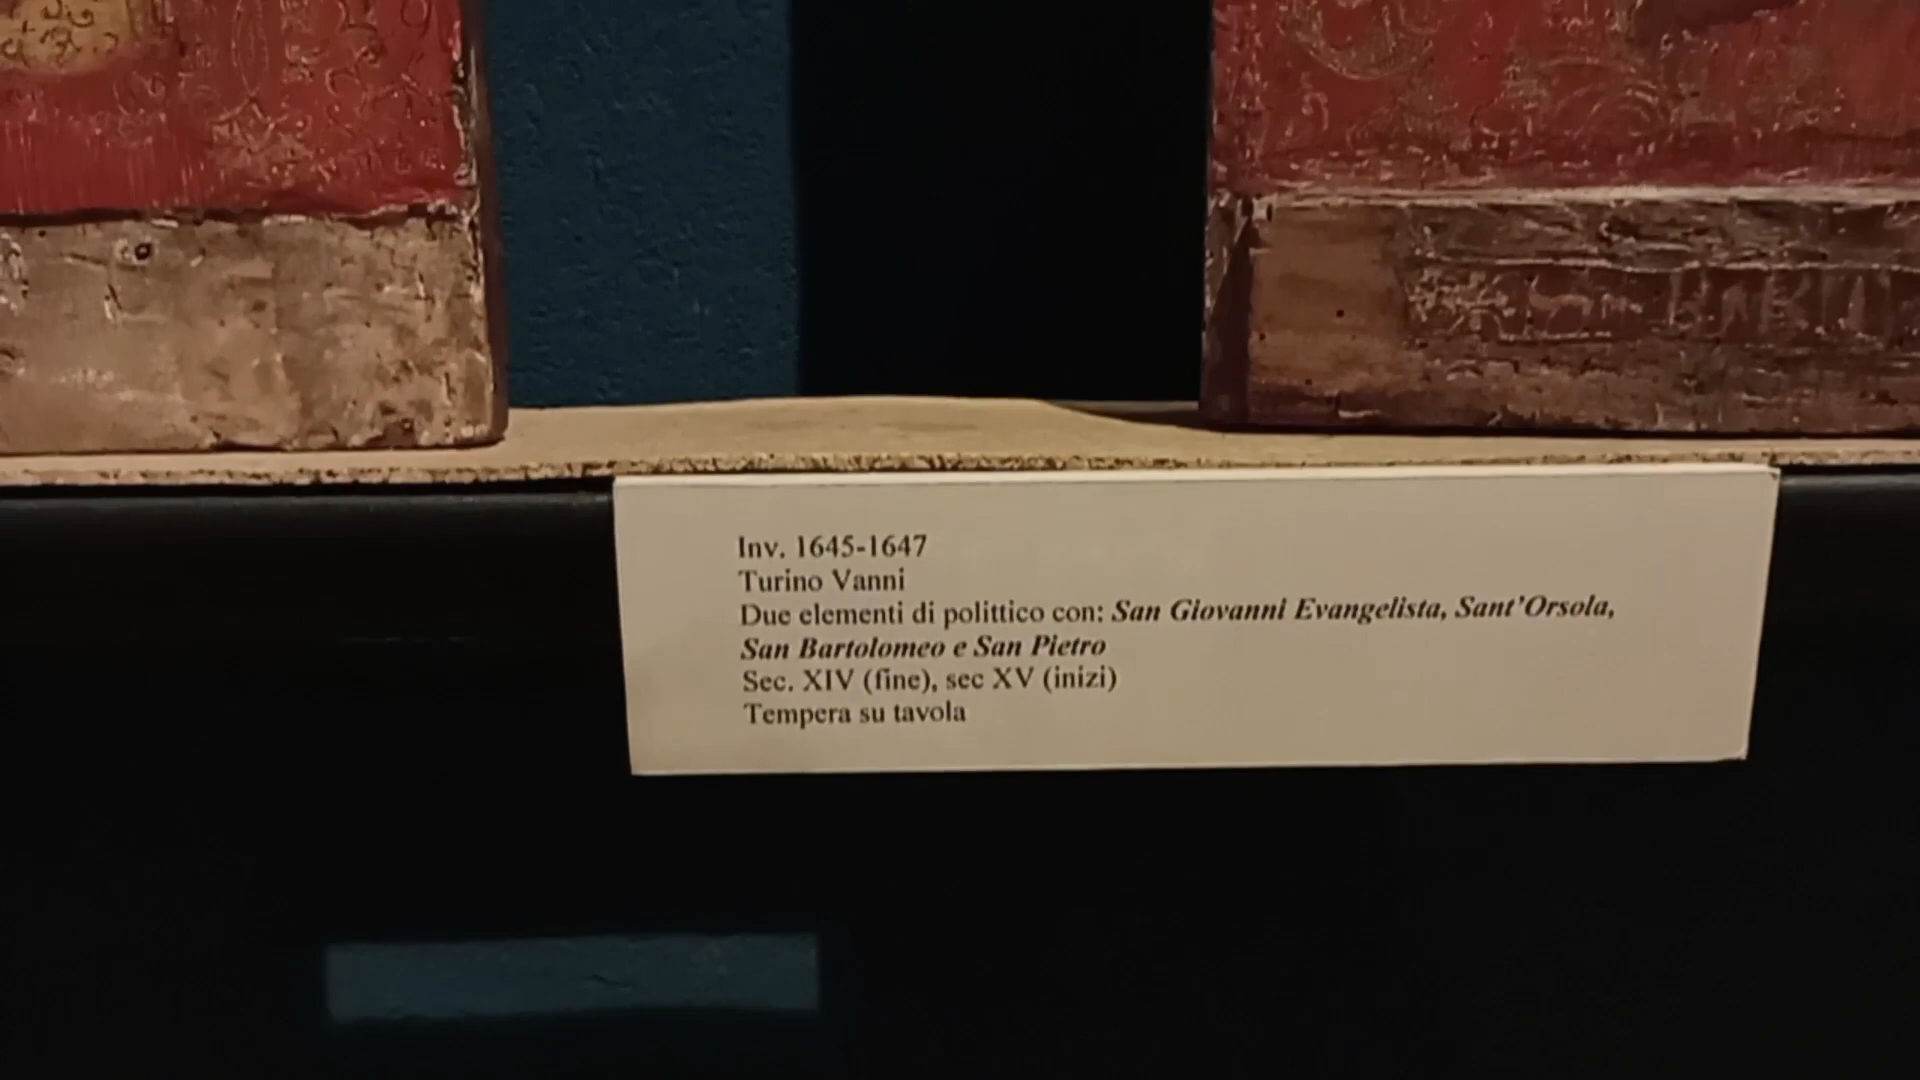 Inv. 1645-1647
Turino Vanni
Due elementi di polittico con: San Giovanni Evangelista, Sant'Orsola,
San Bartolomeo e San Pietro
Sec. XIV (fine), sec XV (inizi)
Tempera su tavola